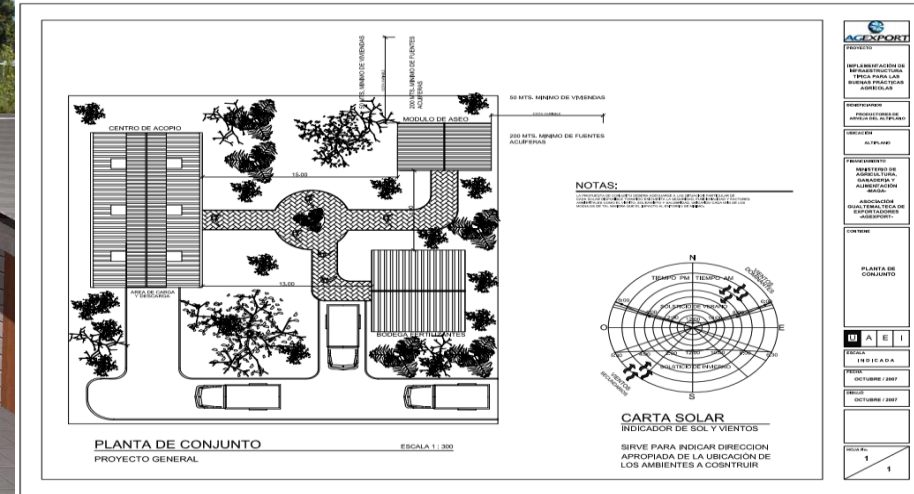 50 MTS. MINIMO DE VIVIENDAS
200 MTS. MINIMO DE FUENTES
ACUIFERAS
50 MTS. MINIMO DE VIVIENDAS
200 MTS. MINIMO DE FUENTES
ACUIFERAS
CENTRO DE ACOPIO
MODULO DE ASEO
15.00
13.00
AREA DE CARGA
Y DESCARGA
BODEGA FERTILIZANTES
PLANTA DE CONJUNTO
ESCALA 1 : 300
PROYECTO GENERAL
NOTAS:
N
TIEMPO PM TIEMPO AM
VIENTOS
DOMINANTES
SOLSTICIO DE VERANO
O
E
SOLSTICIO DE INVIERNO
VIENTOS
SECUNDARIOS
S
CARTA SOLAR
INDICADOR DE SOL Y VIENTOS
SIRVE PARA INDICAR DIRECCION
APROPIADA DE LA UBICACIÓN DE
LOS AMBIENTES A COSNTRUIR
AGEXPORT
PROYECTO
IMPLEMENTACIÓN DE
INFRAESTRUCTURA
TÍPICA PARA LAS
BUENAS PRÁCTICAS
AGRÍCOLAS
BENEFICIARIOS
PRODUCTORES DE
ARVEJA DEL ALTIPLANO
UBICACIÓN
ALTIPLANO
FINANCIAMIENTO
MINISTERIO DE
AGRICULTURA,
GANADERÍA Y
ALIMENTACIÓN
-MAGA-
ASOCIACIÓN
GUALTEMALTECA DE
EXPORTADORES
-AGEXPORT-
CONTIENE
PLANTA DE
CONJUNTO
U A E I
ESCALA
INDICADA
FECHA
OCTUBRE / 2007
DIBUJO
OCTUBRE / 2007
HOJA No.
1
1